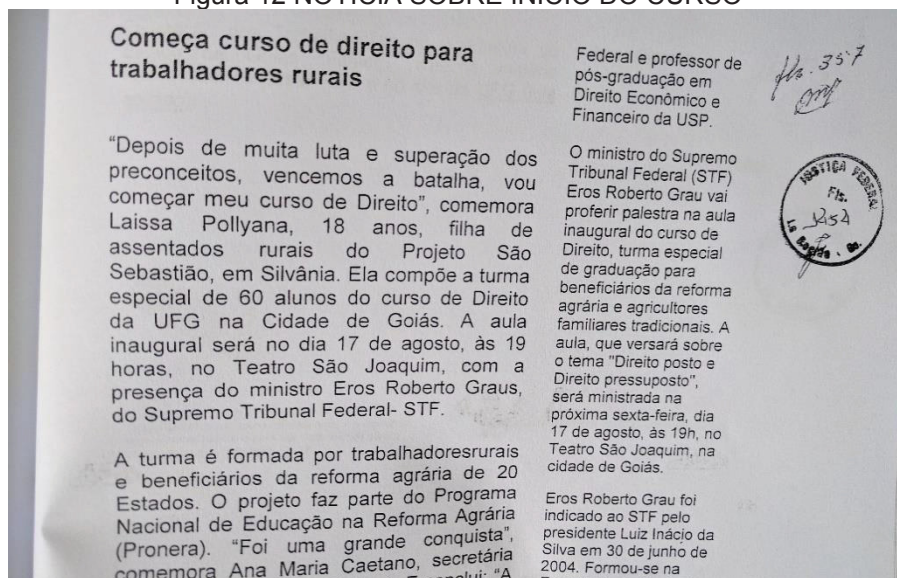 Figura 12 NOTÍCIA SOBRE INÍCIO DO CURSO
Começa curso de direito para
trabalhadores rurais
“Depois de muita luta e superação dos
preconceitos, vencemos a batalha, vou
começar meu curso de Direito”, comemora
Laissa Pollyana, 18 anos, filha de
assentados rurais do Projeto São
Sebastião, em Silvânia. Ela compõe a turma
especial de 60 alunos do curso de Direito
da UFG na Cidade de Goiás. A aula
inaugural será no dia 17 de agosto, às 19
horas, no Teatro São Joaquim, com a
presença do ministro Eros Roberto Graus,
do Supremo Tribunal Federal- STF.
A turma é formada por trabalhadoresrurais
e beneficiários da reforma agrária de 20
Estados. O projeto faz parte do Programa
Nacional de Educação na Reforma Agrária
(Pronera). “Foi uma grande conquista”,
comemora Ana Maria Caetano, secretária
“A
Federal e professor de
pós-graduação em
Direito Econômico e
Financeiro da USP.
O ministro do Supremo
Tribunal Federal (STF)
Eros Roberto Grau vai
proferir palestra na aula
inaugural do curso de
Direito, turma especial
de graduação para
beneficiários da reforma
agrária e agricultores
familiares tradicionais. A
aula, que versará sobre
o tema "Direito posto e
Direito pressuposto",
será ministrada na
próxima sexta-feira, dia
17 de agosto, às 19h, no
Teatro São Joaquim, na
cidade de Goiás.
Eros Roberto Grau foi
indicado ao STF pelo
presidente Luiz Inácio da
Silva em 30 de junho de
2004. Formou-se na
fls. 357
JUSTIÇA FEDERAL
Fls.